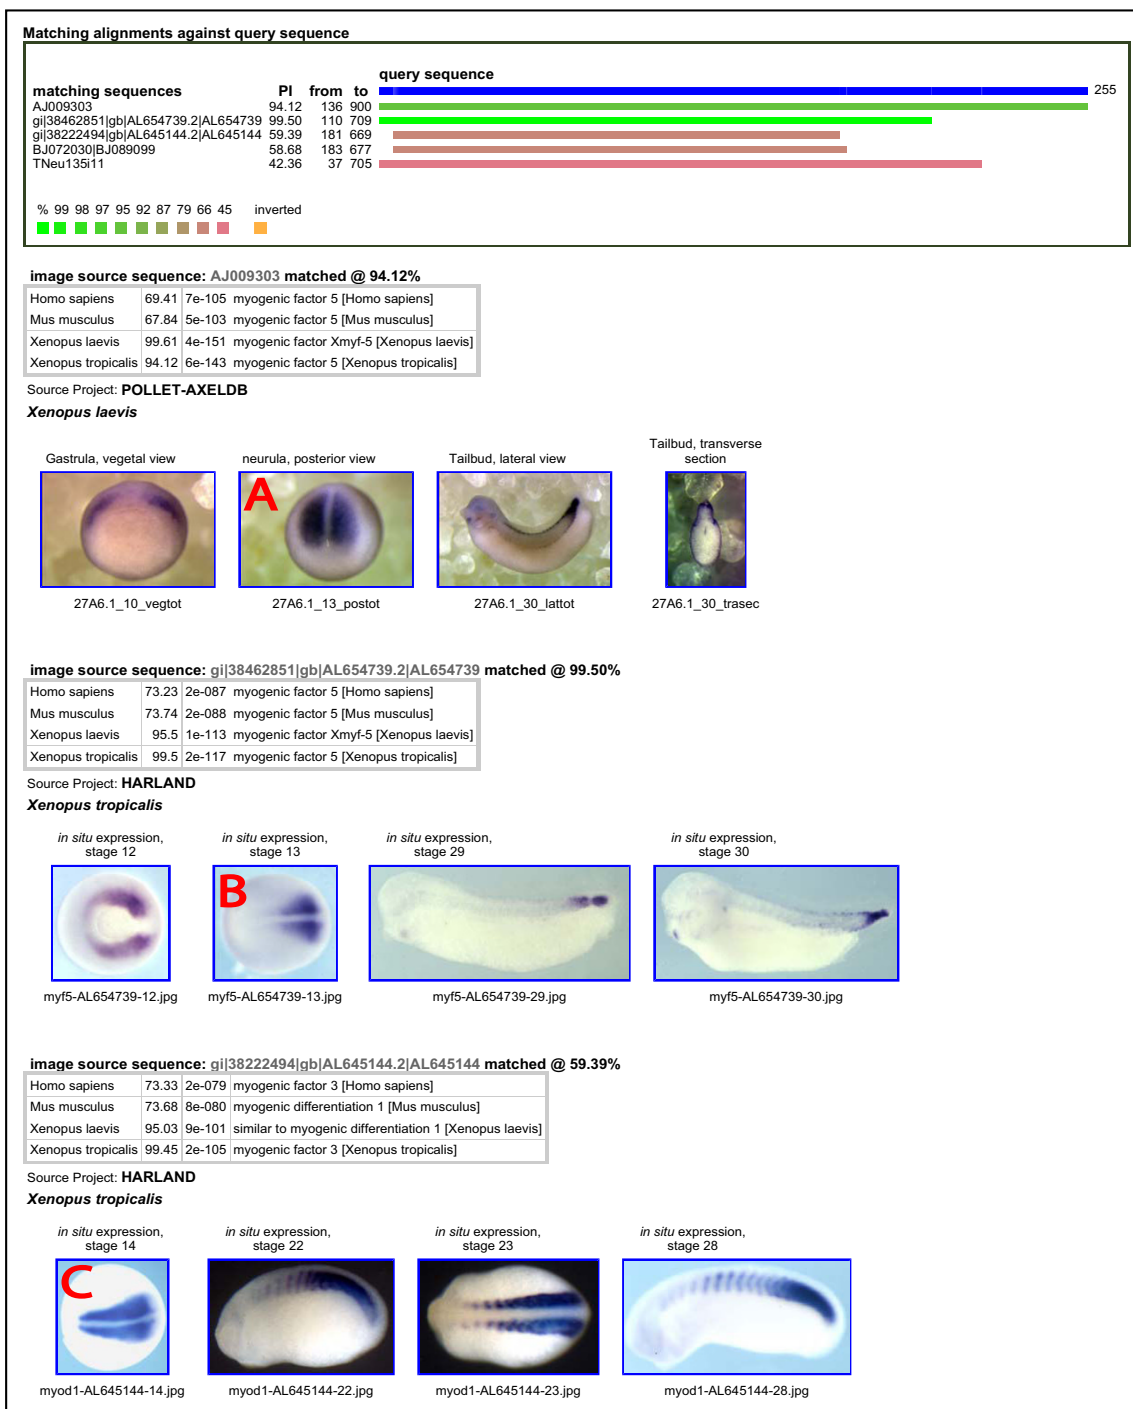 Matching alignments against query sequence
query sequence
matching sequences PI from to 255
AJ009303 94.12 136 900
gi|38462851|gb|AL654739.2|AL654739 99.50 110 709
gi|38222494|gb|AL645144.2|AL645144 59.39 181 669
BJ072030|BJ089099 58.68 183 677
TNeu135i11 42.36 37 705
% 99 98 97 95 92 87 79 66 45 inverted
image source sequence: AJ009303 matched @ 94.12%
Homo sapiens 69.41 7e-105 myogenic factor 5 [Homo sapiens]
Mus musculus 67.84 5e-103 myogenic factor 5 [Mus musculus]
Xenopus laevis 99.61 4e-151 myogenic factor Xmyf-5 [Xenopus laevis]
Xenopus tropicalis 94.12 6e-143 myogenic factor 5 [Xenopus tropicalis]
Source Project: POLLET-AXELDB
Xenopus laevis
Gastrula, vegetal view neurula, posterior view Tailbud, lateral view Tailbud, transverse
section
A
27A6.1_10_vegtot 27A6.1_13_postot 27A6.1_30_lattot 27A6.1_30_trasec
image source sequence: gi|38462851|gb|AL654739.2|AL654739 matched @ 99.50%
Homo sapiens 73.23 2e-087 myogenic factor 5 [Homo sapiens]
Mus musculus 73.74 2e-088 myogenic factor 5 [Mus musculus]
Xenopus laevis 95.5 1e-113 myogenic factor Xmyf-5 [Xenopus laevis]
Xenopus tropicalis 99.5 2e-117 myogenic factor 5 [Xenopus tropicalis]
Source Project: HARLAND
Xenopus tropicalis
in situ expression, in situ expression, in situ expression, in situ expression,
stage 12 stage 13 stage 29 stage 30
B
myf5-AL654739-12.jpg myf5-AL654739-13.jpg myf5-AL654739-29.jpg myf5-AL654739-30.jpg
image source sequence: gi|38222494|gb|AL645144.2|AL645144 matched @ 59.39%
Homo sapiens 73.33 2e-079 myogenic factor 3 [Homo sapiens]
Mus musculus 73.68 8e-080 myogenic differentiation 1 [Mus musculus]
Xenopus laevis 95.03 9e-101 similar to myogenic differentiation 1 [Xenopus laevis]
Xenopus tropicalis 99.45 2e-105 myogenic factor 3 [Xenopus tropicalis]
Source Project: HARLAND
Xenopus tropicalis
in situ expression, in situ expression, in situ expression, in situ expression,
stage 14 stage 22 stage 23 stage 28
C
myod1-AL645144-14.jpg myod1-AL645144-22.jpg myod1-AL645144-23.jpg myod1-AL645144-28.jpg